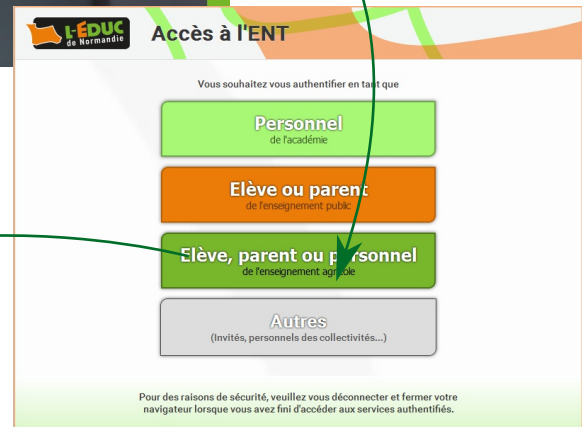 L'ÉDUC
de Normandie
Accès à l'ENT
Vous souhaitez vous authentifier en tant que
Personnel
de l'académie
Elève ou parent
de l'enseignement public
Elève, parent ou personnel
de l'enseignement agricole
Autres
(Invités, personnels des collectivités...)
Pour des raisons de sécurité, veuillez vous déconnecter et fermer votre
navigateur lorsque vous avez fini d'accéder aux services authentifiés.